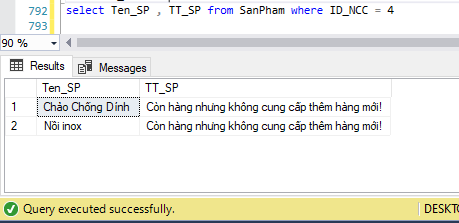 792
select Ten_SP , TT_SP from SanPham where ID_NCC = 4
793
90 %
Results Messages
Ten_SP TT_SP
1 Chảo Chống Dính Còn hàng nhưng không cung cấp thêm hàng mới!
2 Nồi inox Còn hàng nhưng không cung cấp thêm hàng mới!
Query executed successfully.